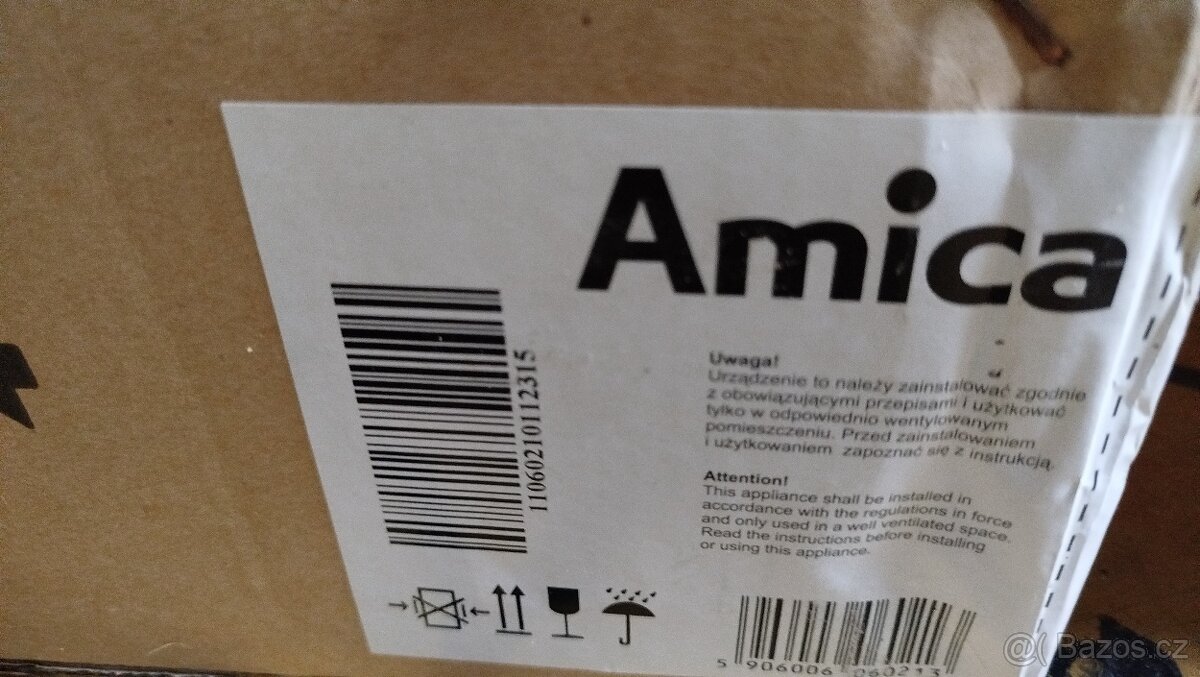 Amica
11060210112315
Uwaga!
Urządzenie to należy zainstalować zgodnie
z obowiązującymi przepisami i użytkować
tylko w odpowiednio wentylowanym
pomieszczeniu. Przed zainstalowaniem
i użytkowaniem zapoznać się z instrukcją.
Attention!
This appliance shall be installed in
accordance with the regulations in force
and only used in a well ventilated space.
Read the instructions before installing
or using this appliance.
5 906006 060213
@( Bazos.cz